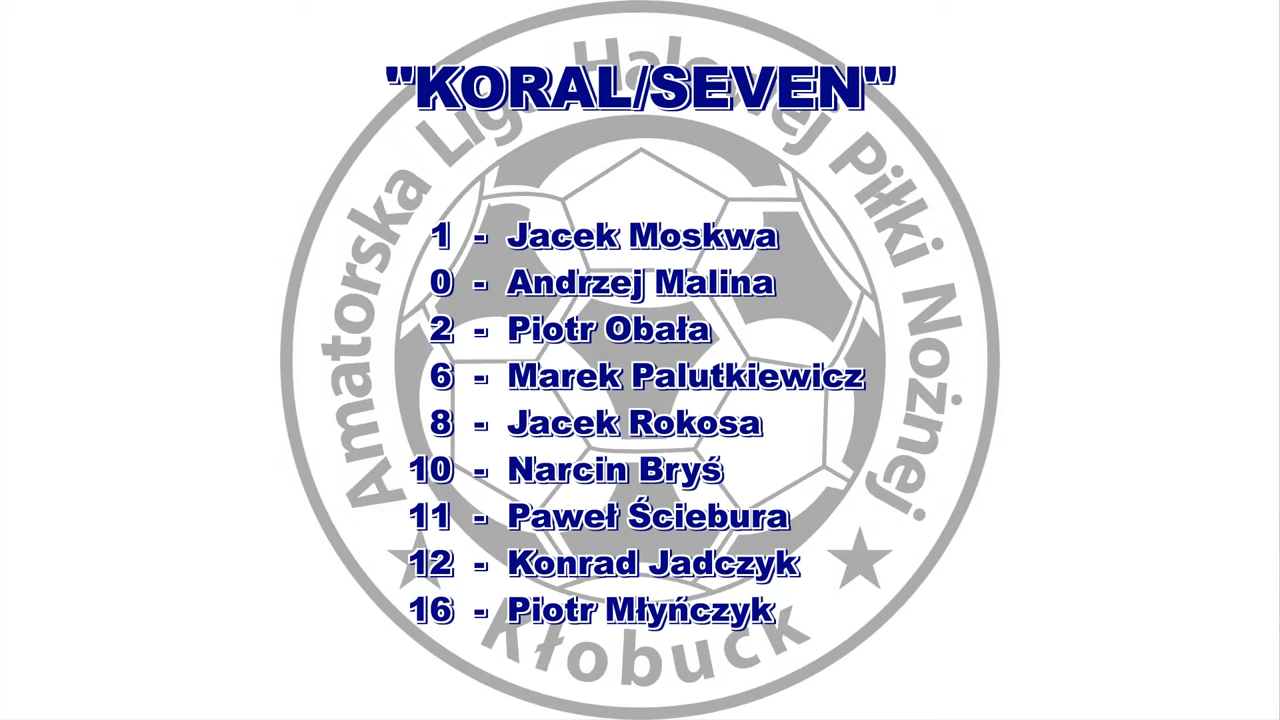 "KORAL/SEVEN"
1 - Jacek Moskwa
0 - Andrzej Malina
2 - Piotr Obała
6 - Marek Palutkiewicz
8 - Jacek Rokosa
10 - Narcin Bryś
11 - Paweł Ściebura
12 - Konrad Jadczyk
16 - Piotr Młyńczyk
Amatorska Liga Halowej Piłki Nożnej
Kłobuck